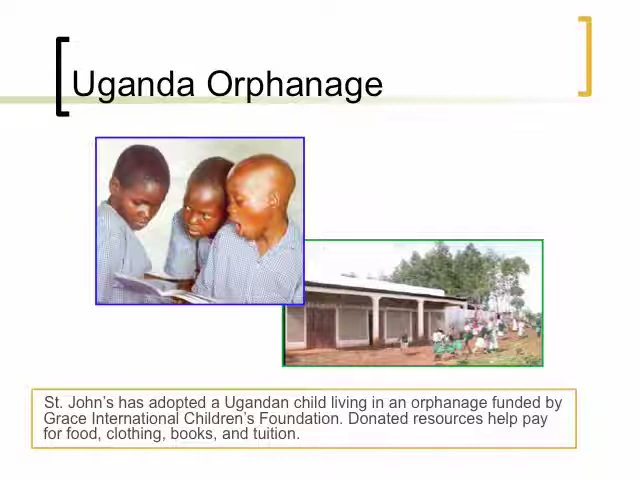 Uganda Orphanage
St. John's has adopted a Ugandan child living in an orphanage funded by
Grace International Children's Foundation. Donated resources help pay
for food, clothing, books, and tuition.